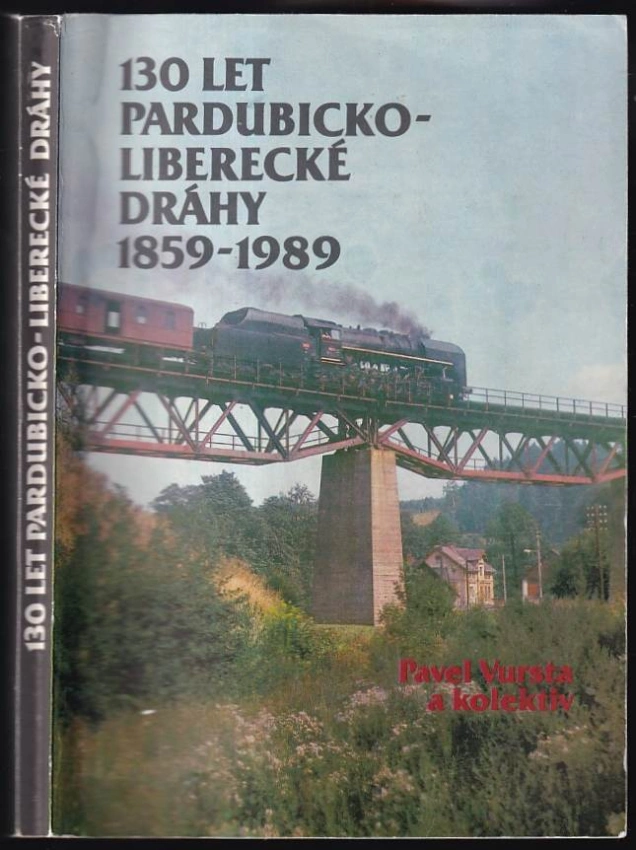 130 LET PARDUBICKO-LIBERECKÉ DRÁHY
130 LET
PARDUBICKO-
LIBERECKÉ
DRÁHY
1859-1989
Pavel Vursta
a kolektiv